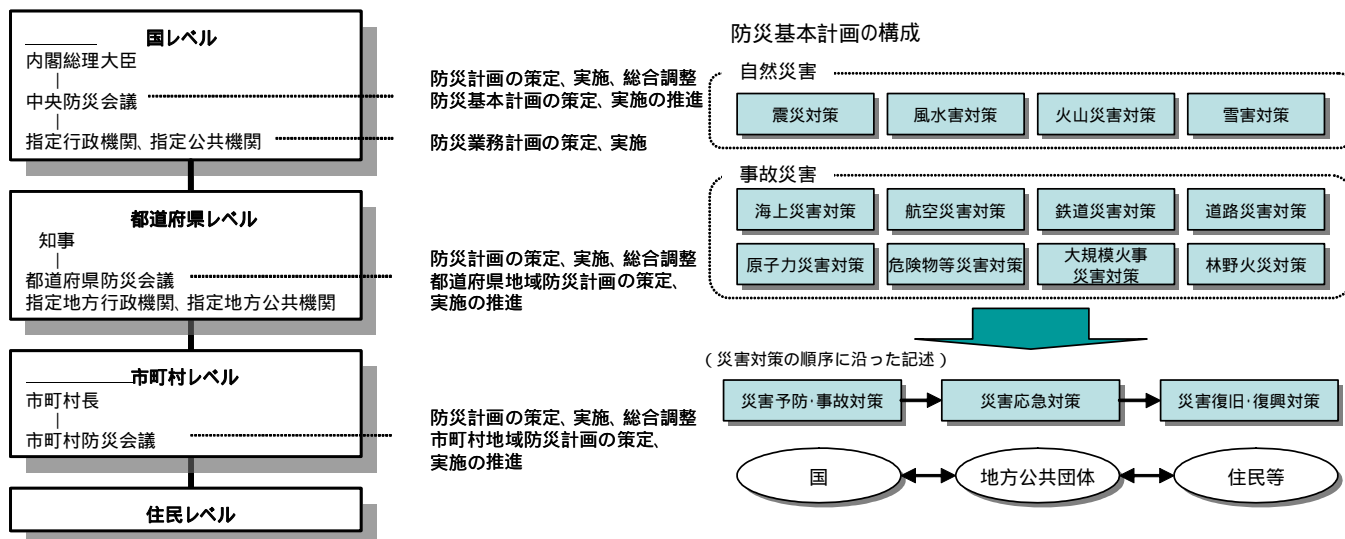 国レベル
内閣総理大臣
中央防災会議
指定行政機関、指定公共機関
防災計画の策定、実施、総合調整
防災基本計画の策定、実施の推進
防災業務計画の策定、実施
都道府県レベル
知事
都道府県防災会議
指定地方行政機関、指定地方公共機関
防災計画の策定、実施、総合調整
都道府県地域防災計画の策定、
実施の推進
市町村レベル
市町村長
市町村防災会議
防災計画の策定、実施、総合調整
市町村地域防災計画の策定、
実施の推進
住民レベル
防災基本計画の構成
自然災害
震災対策
風水害対策
火山災害対策
雪害対策
事故災害
海上災害対策
航空災害対策
鉄道災害対策
道路災害対策
原子力災害対策
危険物等災害対策
大規模火事
災害対策
林野火災対策
(災害対策の順序に沿った記述)
災害予防・事故対策
災害応急対策
災害復旧・復興対策
国
地方公共団体
住民等